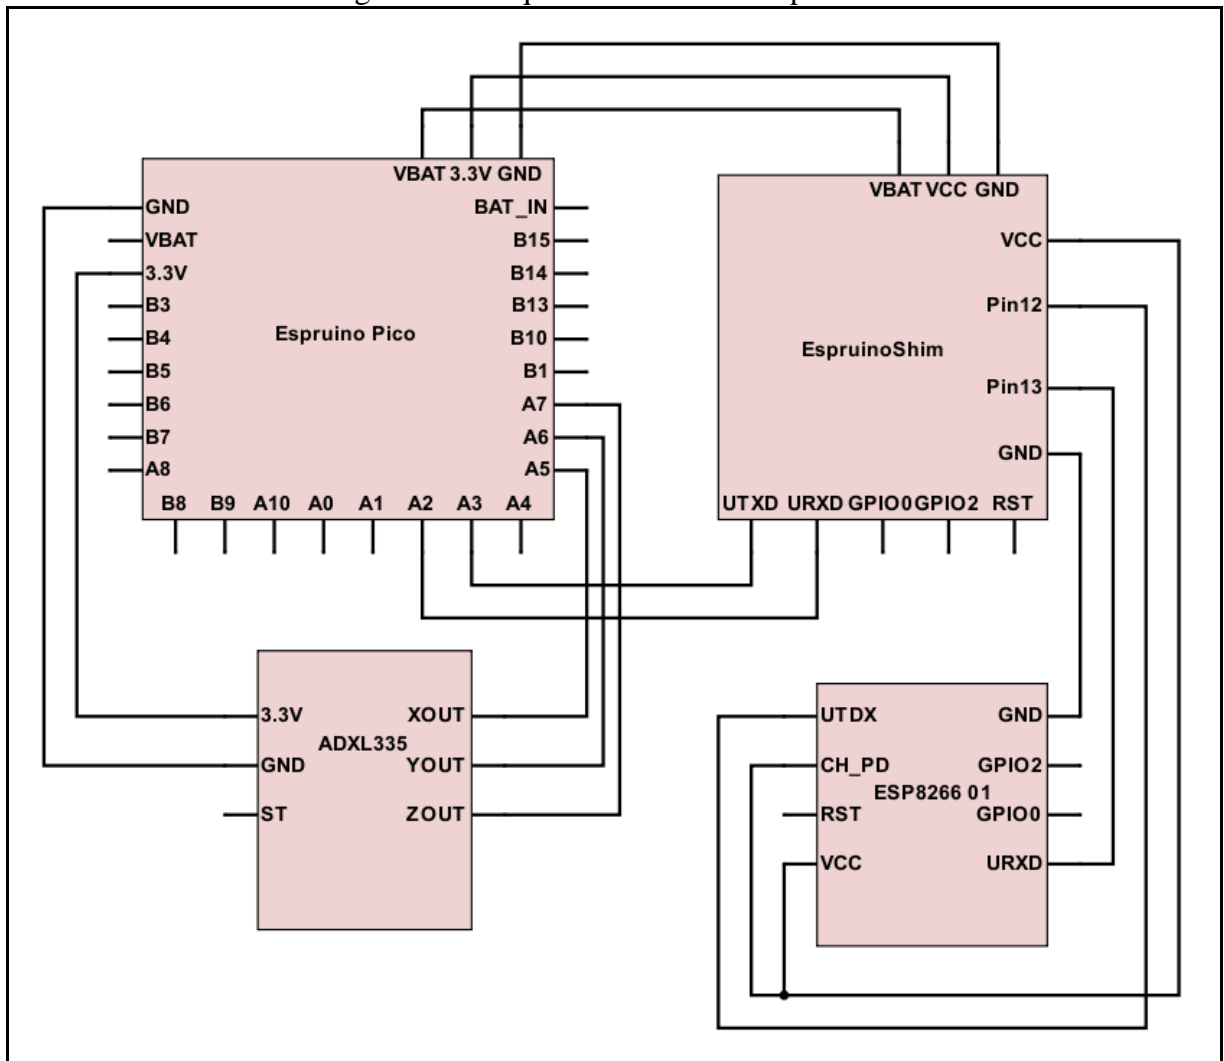 VBAT 3.3V GND
GND
VBAT
3.3V
B3
B4
B5
B6
B7
A8
Espruino Pico
BAT_IN
B15
B14
B13
B10
B1
A7
A6
A5
B8 B9 A10 A0 A1 A2 A3 A4
VBAT VCC GND
VCC
Pin12
EspruinoShim
Pin13
GND
UTXD URXD GPIO0 GPIO2 RST
3.3V XOUT
ADXL335
GND YOUT
ST ZOUT
UTDX GND
CH_PD GPIO2
ESP8266 01
RST GPIO0
VCC URXD